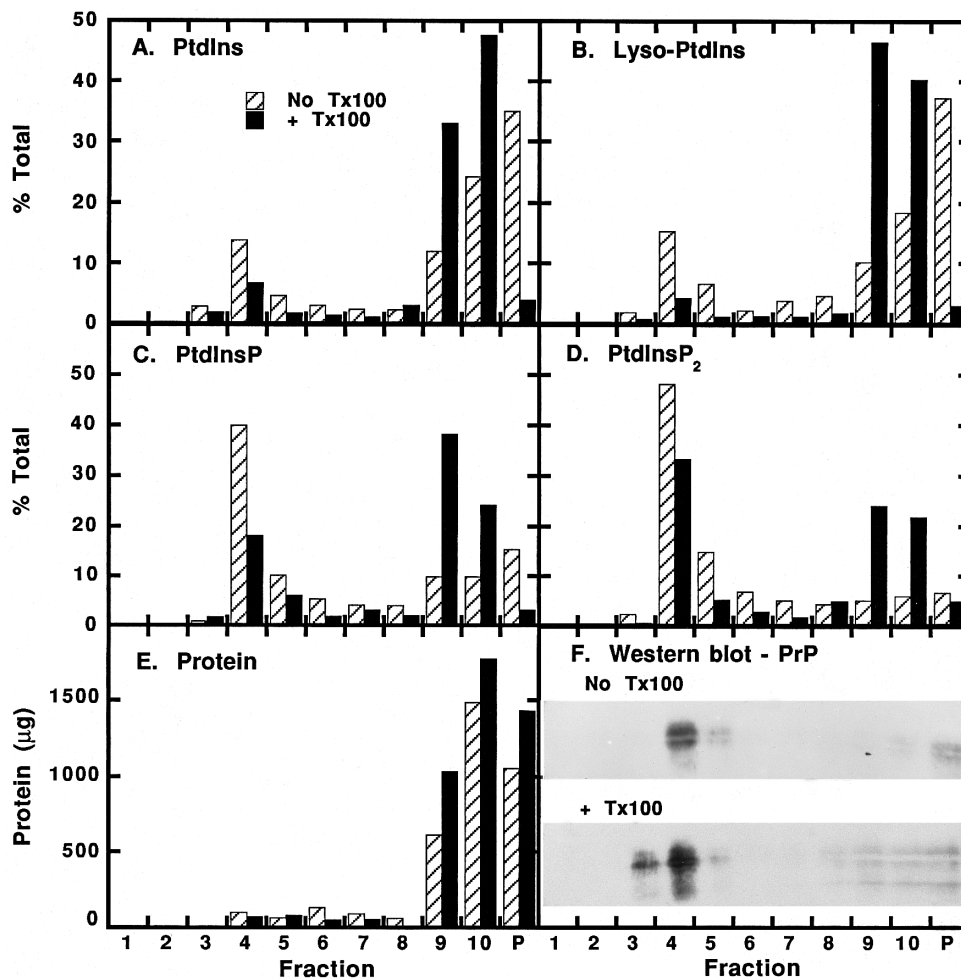 A. PtdIns
No Tx100
+ Tx100
% Total
50
40
30
20
10
0
B. Lyso-PtdIns
C. PtdInsP
% Total
40
30
20
10
0
D. PtdInsP2
E. Protein
Protein (μg)
1500
1000
500
0
1 2 3 4 5 6 7 8 9 10 P
Fraction
F. Western blot - PrP
No Tx100
+ Tx100
1 2 3 4 5 6 7 8 9 10 P
Fraction